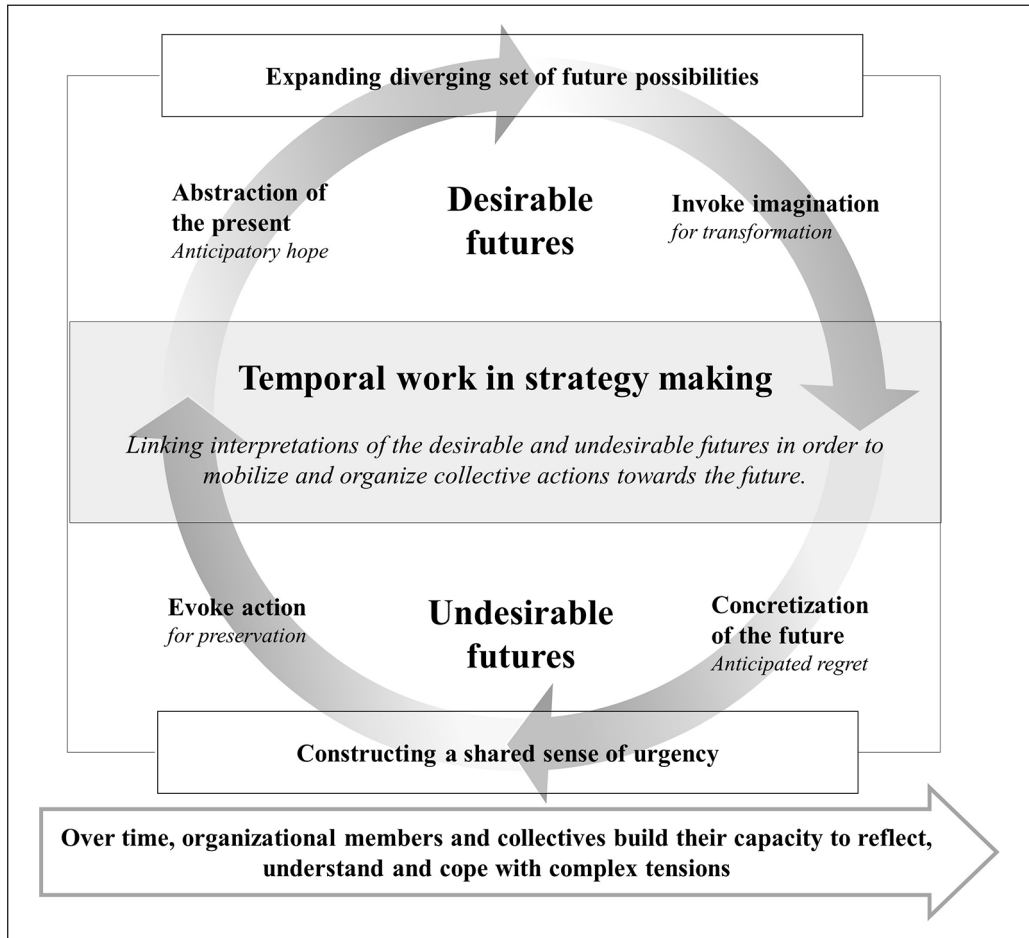 Expanding diverging set of future possibilities
Abstraction of
the present
Anticipatory hope
Desirable
futures
Invoke imagination
for transformation
Temporal work in strategy making
Linking interpretations of the desirable and undesirable futures in order to
mobilize and organize collective actions towards the future.
Evoke action
for preservation
Undesirable
futures
Concretization
of the future
Anticipated regret
Constructing a shared sense of urgency
Over time, organizational members and collectives build their capacity to reflect,
understand and cope with complex tensions